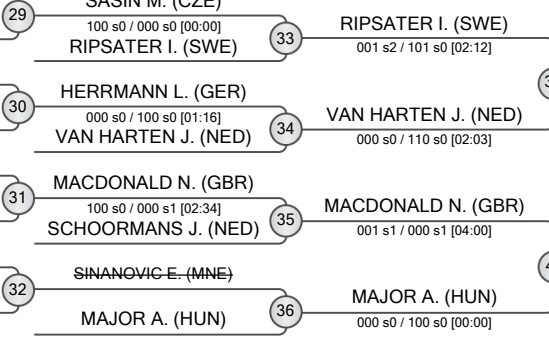 SASIN M. (CZE)
29
100 s0 / 000 s0 [00:00]
RIPSATER I. (SWE)
33
RIPSATER I. (SWE)
001 s2 / 101 s0 [02:12]
HERRMANN L. (GER)
30
000 s0 / 100 s0 [01:16]
VAN HARTEN J. (NED)
34
VAN HARTEN J. (NED)
000 s0 / 110 s0 [02:03]
MACDONALD N. (GBR)
31
100 s0 / 000 s1 [02:34]
SCHOORMANS J. (NED)
35
MACDONALD N. (GBR)
001 s1 / 000 s1 [04:00]
SINANOVIC E. (MNE)
32
MAJOR A. (HUN)
36
MAJOR A. (HUN)
000 s0 / 100 s0 [00:00]